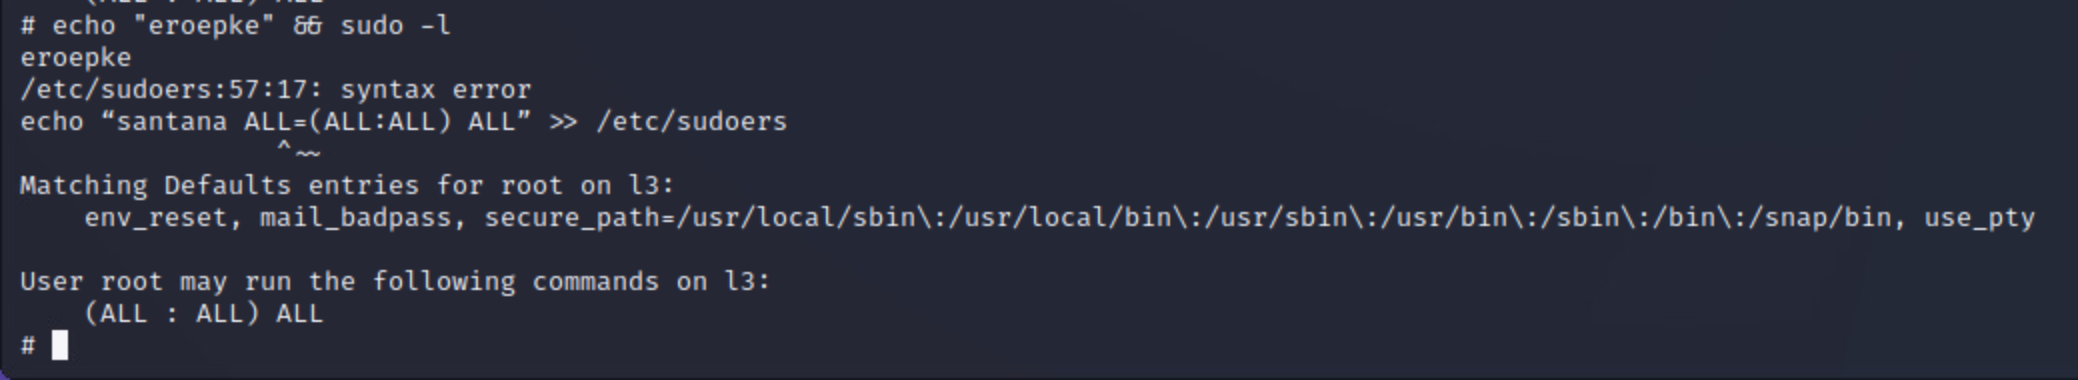 (ALL : ALL) ALL
# echo "eroepke" && sudo -l
eroepke
/etc/sudoers:57:17: syntax error
echo “santana ALL=(ALL:ALL) ALL” >> /etc/sudoers
^~~
Matching Defaults entries for root on l3:
env_reset, mail_badpass, secure_path=/usr/local/sbin\:/usr/local/bin\:/usr/sbin\:/usr/bin\:/sbin\:/bin\:/snap/bin, use_pty
User root may run the following commands on l3:
(ALL : ALL) ALL
#